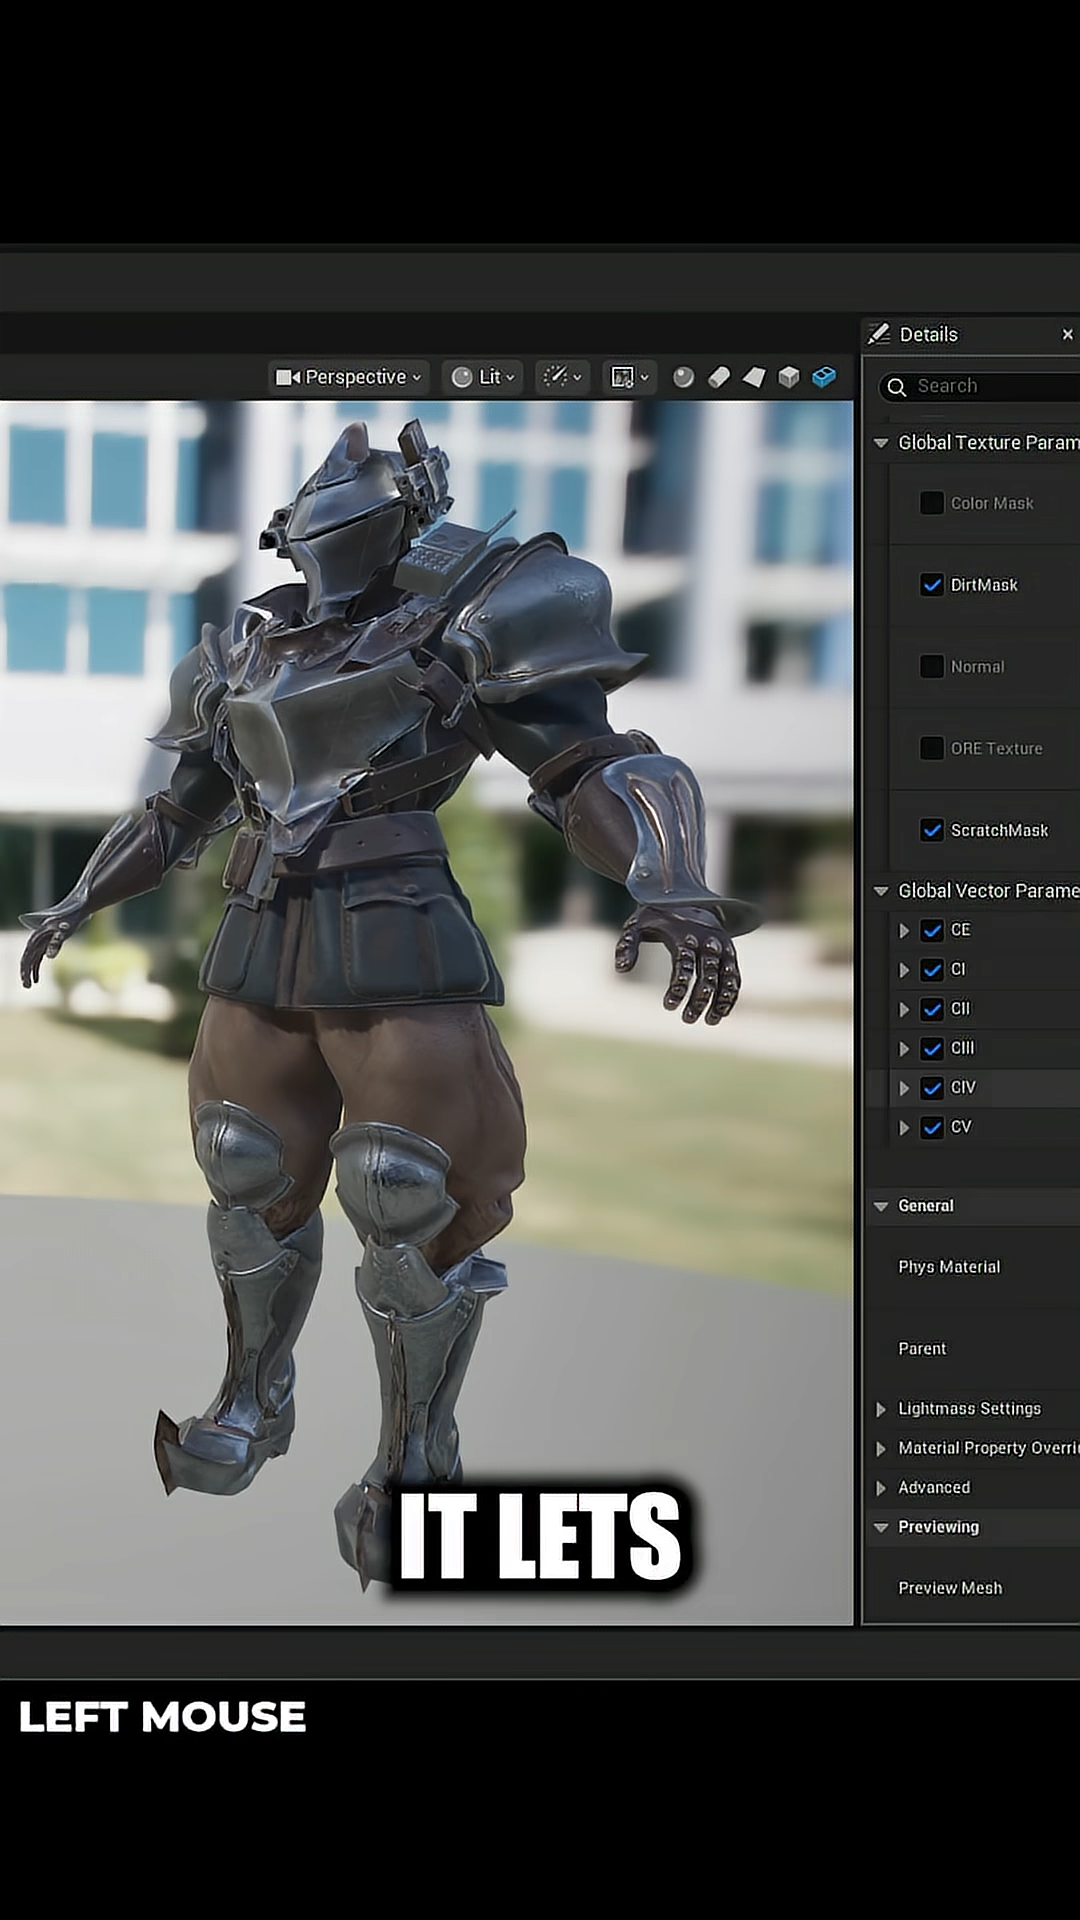 Perspective
Lit
Details
Search
Global Texture Param
Color Mask
DirtMask
Normal
ORE Texture
ScratchMask
Global Vector Parame
CE
CI
CII
CIII
CIV
CV
General
Phys Material
Parent
Lightmass Settings
Material Property Overri
Advanced
Previewing
Preview Mesh
IT LETS
LEFT MOUSE